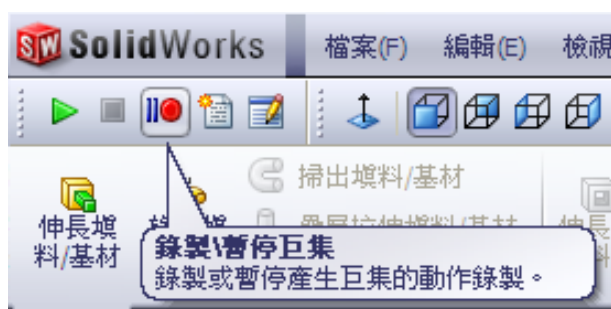 SW SolidWorks 檔案(F) 編輯(E) 檢視
掃出填料/基材
伸長填
料/基材
錄製\暫停巨集
錄製或暫停產生巨集的動作錄製。